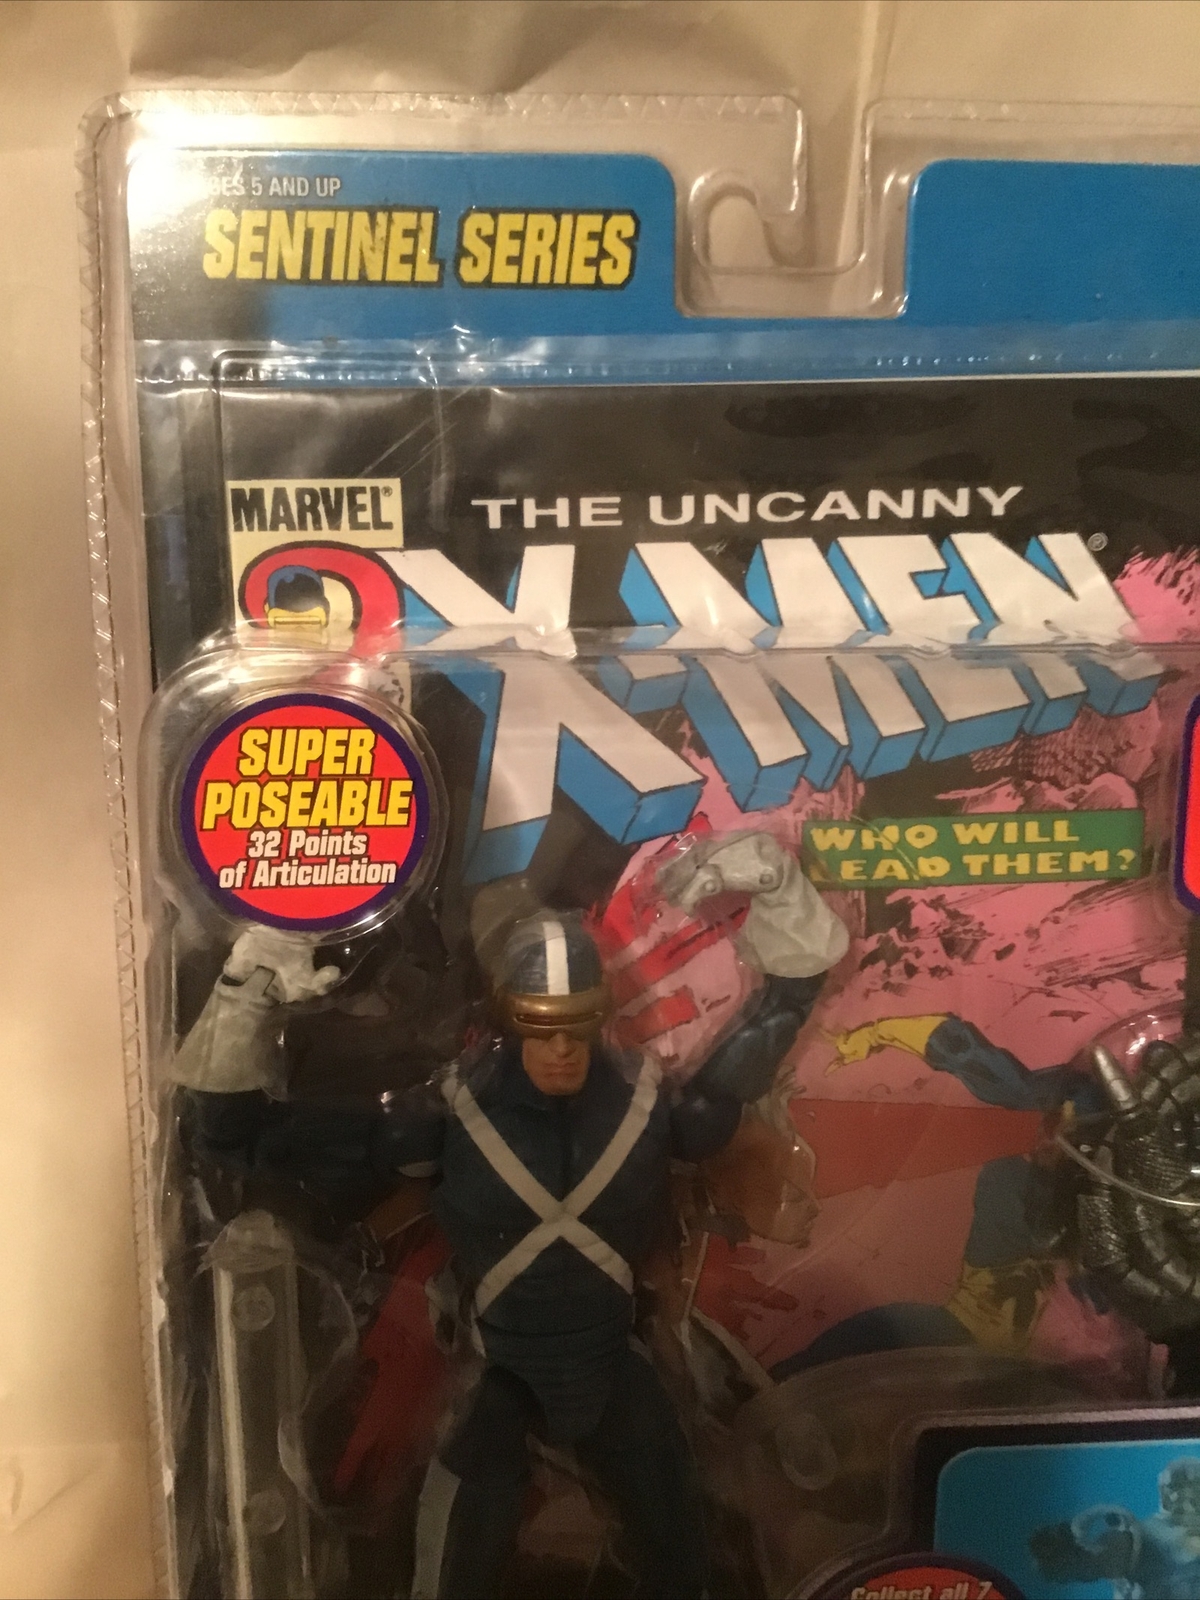 AGES 5 AND UP
SENTINEL SERIES
MARVEL®
THE UNCANNY
X-MEN®
SUPER
POSEABLE
32 Points
of Articulation
WHO WILL
LEAD THEM?
Collect all 7